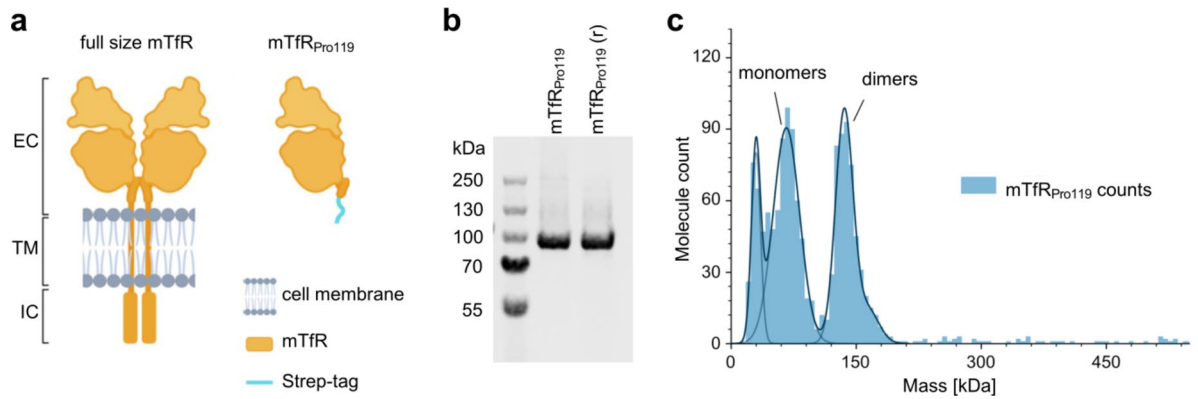 a
full size mTfR
mTfRPro119
EC
TM
IC
cell membrane
mTfR
Strep-tag
b
mTfRPro119
mTfRPro119 (r)
kDa
250
130
100
70
55
c
Molecule count
120
90
60
30
0
monomers
dimers
mTfRPro119 counts
0
150
300
450
Mass [kDa]